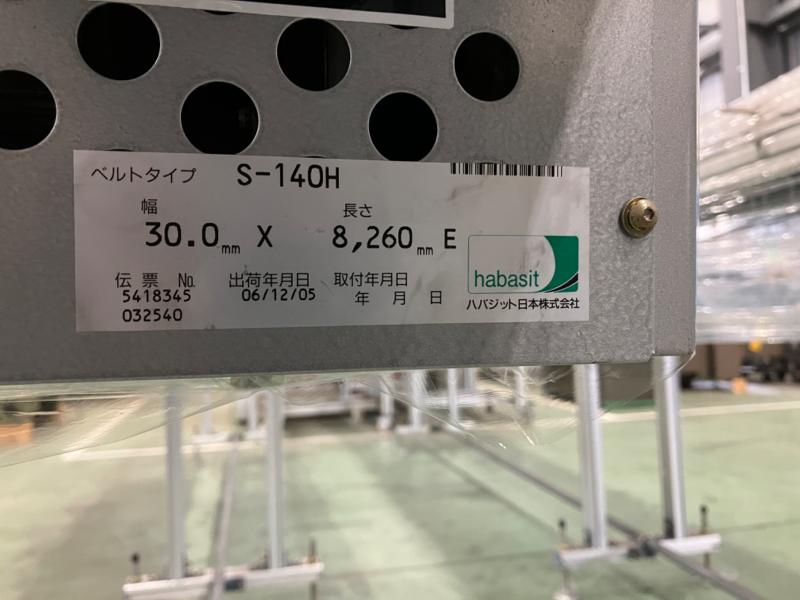 ベルトタイプ S-140H
幅 長さ
30.0mm X 8,260mm E
伝票 No. 出荷年月日 取付年月日
5418345 06/12/05 年 月 日
032540
habasit
ハバジット日本株式会社